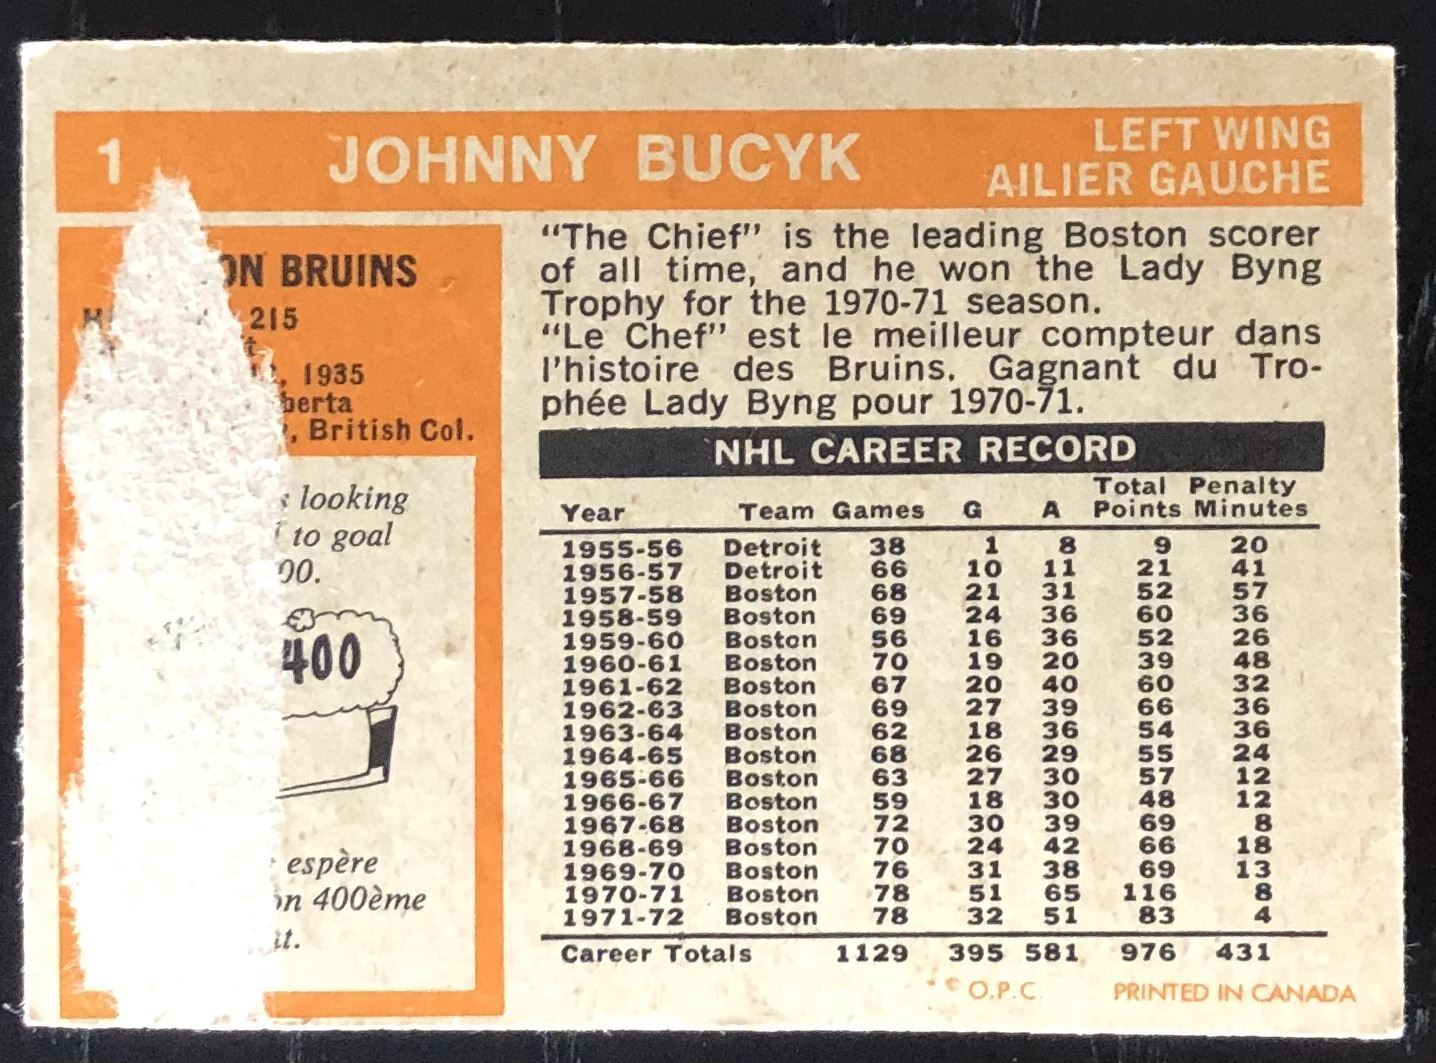 1 JOHNNY BUCYK LEFT WING
AILIER GAUCHE
ON BRUINS
215
1935
berta
British Col.
looking
to goal
00.
400
espère
on 400ème
"The Chief" is the leading Boston scorer
of all time, and he won the Lady Byng
Trophy for the 1970-71 season.
"Le Chef" est le meilleur compteur dans
l'histoire des Bruins. Gagnant du Tro-
phée Lady Byng pour 1970-71.
NHL CAREER RECORD
Total Penalty
Year Team Games G A Points Minutes
1955-56 Detroit 38 1 8 9 20
1956-57 Detroit 66 10 11 21 41
1957-58 Boston 68 21 31 52 57
1958-59 Boston 69 24 36 60 36
1959-60 Boston 56 16 36 52 26
1960-61 Boston 70 19 20 39 48
1961-62 Boston 67 20 40 60 32
1962-63 Boston 69 27 39 66 36
1963-64 Boston 62 18 36 54 36
1964-65 Boston 68 26 29 55 24
1965-66 Boston 63 27 30 57 12
1966-67 Boston 59 18 30 48 12
1967-68 Boston 72 30 39 69 8
1968-69 Boston 70 24 42 66 18
1969-70 Boston 76 31 38 69 13
1970-71 Boston 78 51 65 116 8
1971-72 Boston 78 32 51 83 4
Career Totals 1129 395 581 976 431
© O.P.C. PRINTED IN CANADA